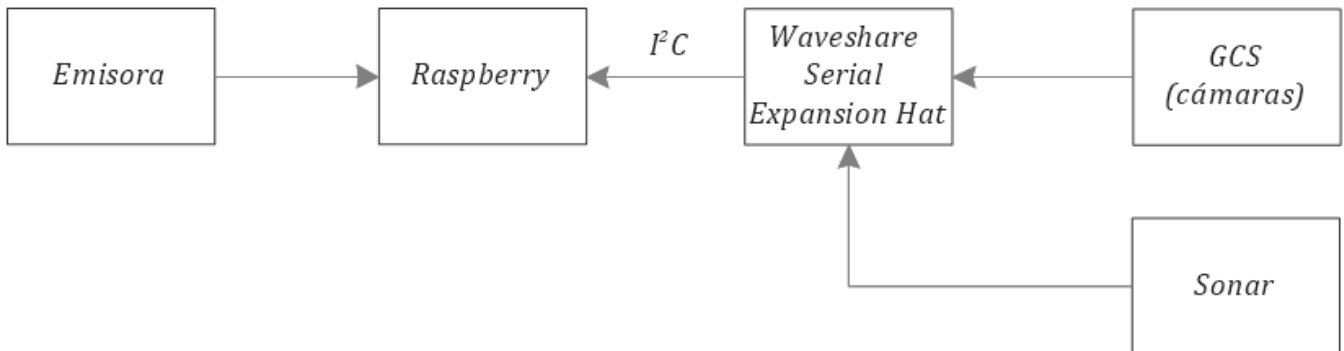 Emisora
Raspberry
I²C
Waveshare
Serial
Expansion Hat
GCS
(cámaras)
Sonar